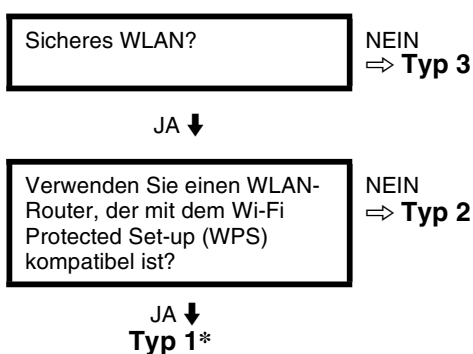 Sicheres WLAN?
NEIN
⇨ Typ 3
JA ⬇
Verwenden Sie einen WLAN-
Router, der mit dem Wi-Fi
Protected Set-up (WPS)
kompatibel ist?
NEIN
⇨ Typ 2
JA ⬇
Typ 1*